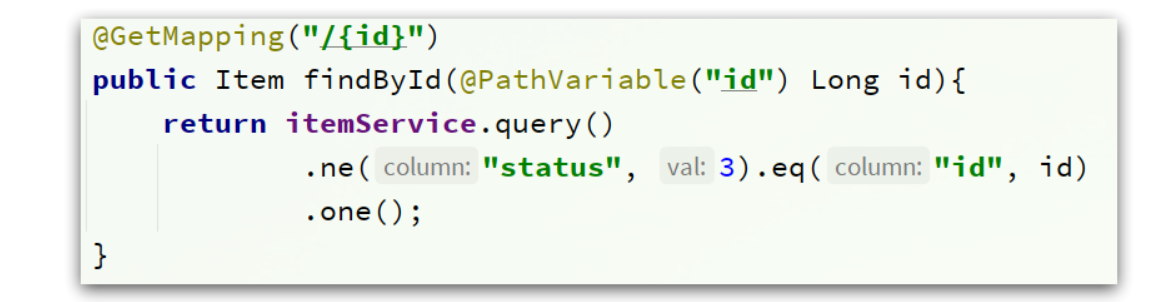 @GetMapping("/{id}")
public Item findById(@PathVariable("id") Long id){
    return itemService.query()
            .ne( column: "status",  val: 3).eq( column: "id", id)
            .one();
}